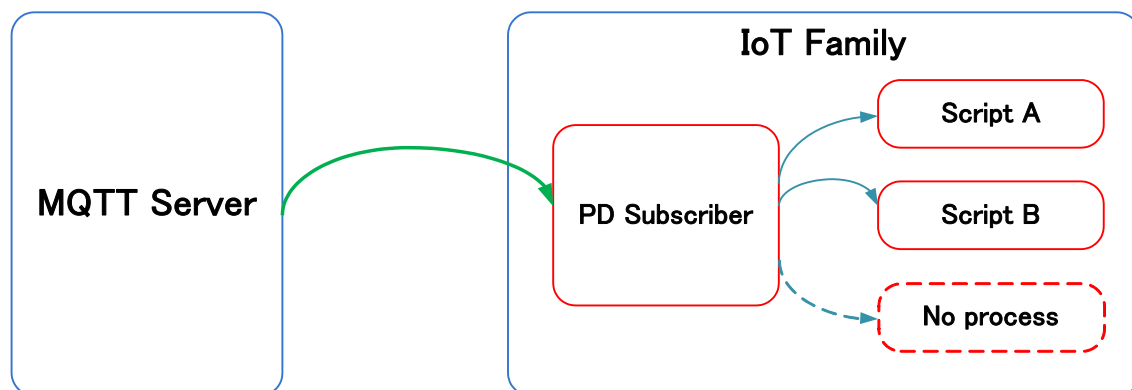 IoT Family
MQTT Server
PD Subscriber
Script A
Script B
No process